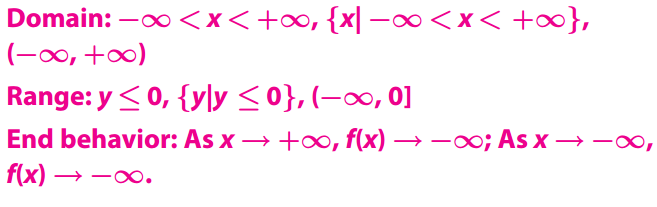 Domain: −∞ < x < +∞, {x| −∞ < x < +∞},
(−∞, +∞)
Range: y ≤ 0, {y|y ≤ 0}, (−∞, 0]
End behavior: As x → +∞, f(x) → −∞; As x → −∞,
f(x) → −∞.